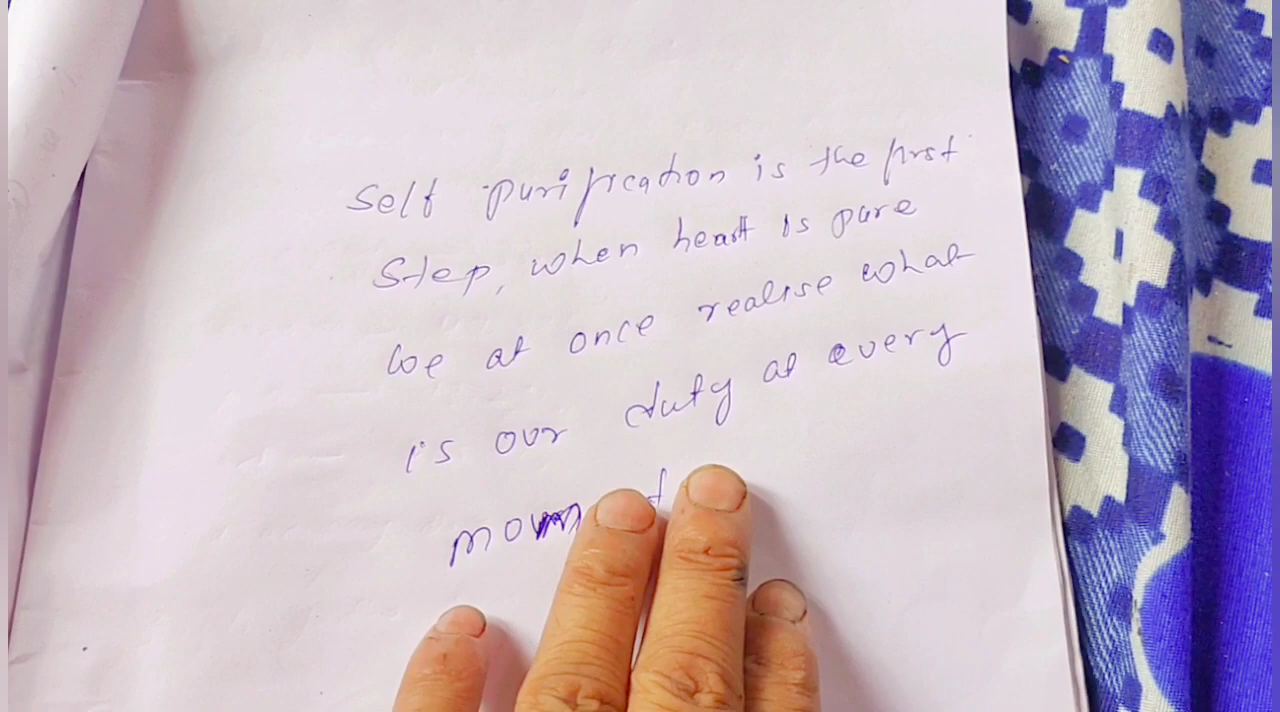 Self purification is the first
Step, when heart is pure
we at once realise what
is our duty at every